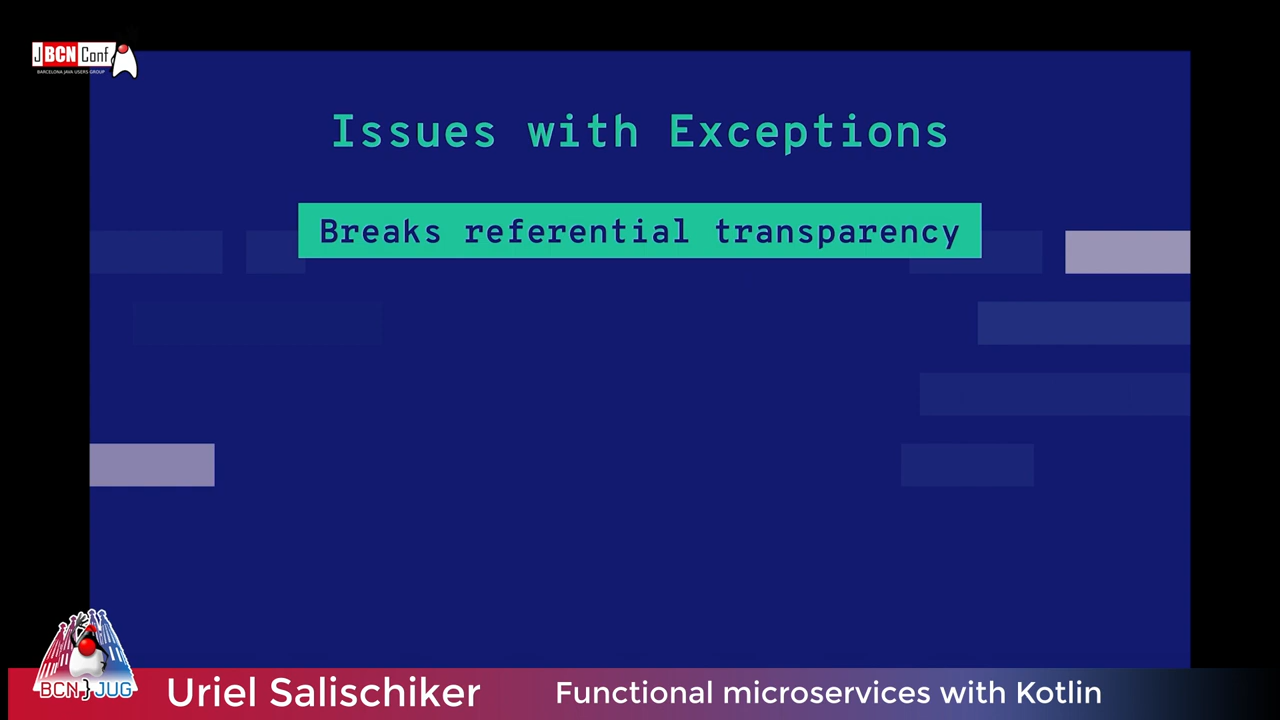 JBCNConf
BARCELONA JAVA USERS GROUP
Issues with Exceptions
Breaks referential transparency
BCN JUG
Uriel Salischiker
Functional microservices with Kotlin